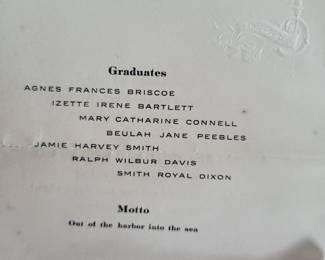 Graduates
AGNES FRANCES BRISCOE
IZETTE IRENE BARTLETT
MARY CATHARINE CONNELL
BEULAH JANE PEEBLES
JAMIE HARVEY SMITH
RALPH WILBUR DAVIS
SMITH ROYAL DIXON
Motto
Out of the harbor into the sea